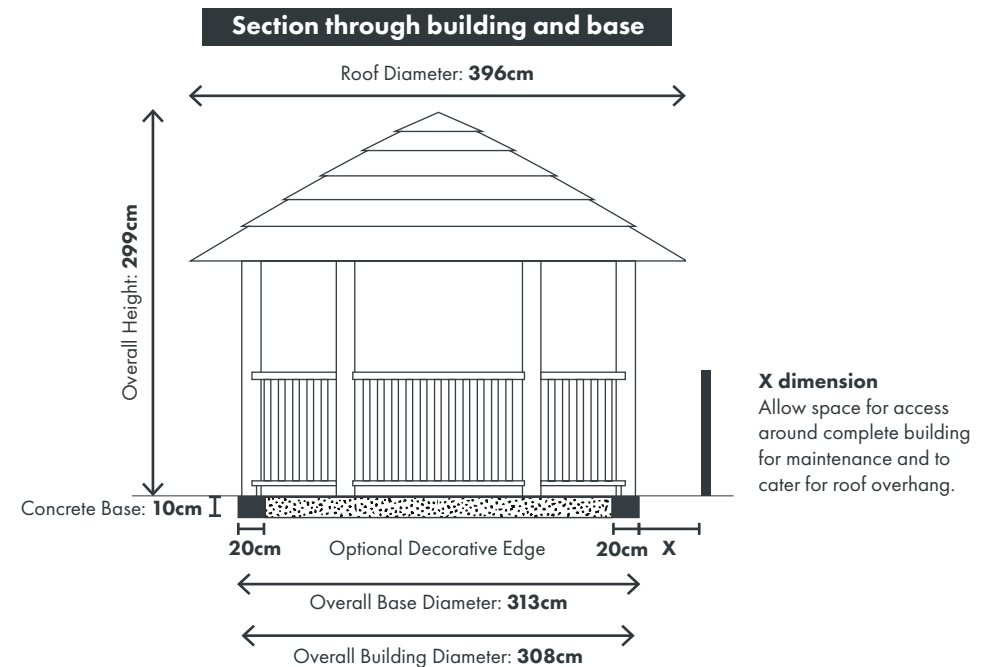 Section through building and base
Roof Diameter: 396cm
Overall Height: 299cm
X dimension
Allow space for access
around complete building
for maintenance and to
cater for roof overhang.
Concrete Base: 10cm
20cm
Optional Decorative Edge
20cm
X
Overall Base Diameter: 313cm
Overall Building Diameter: 308cm